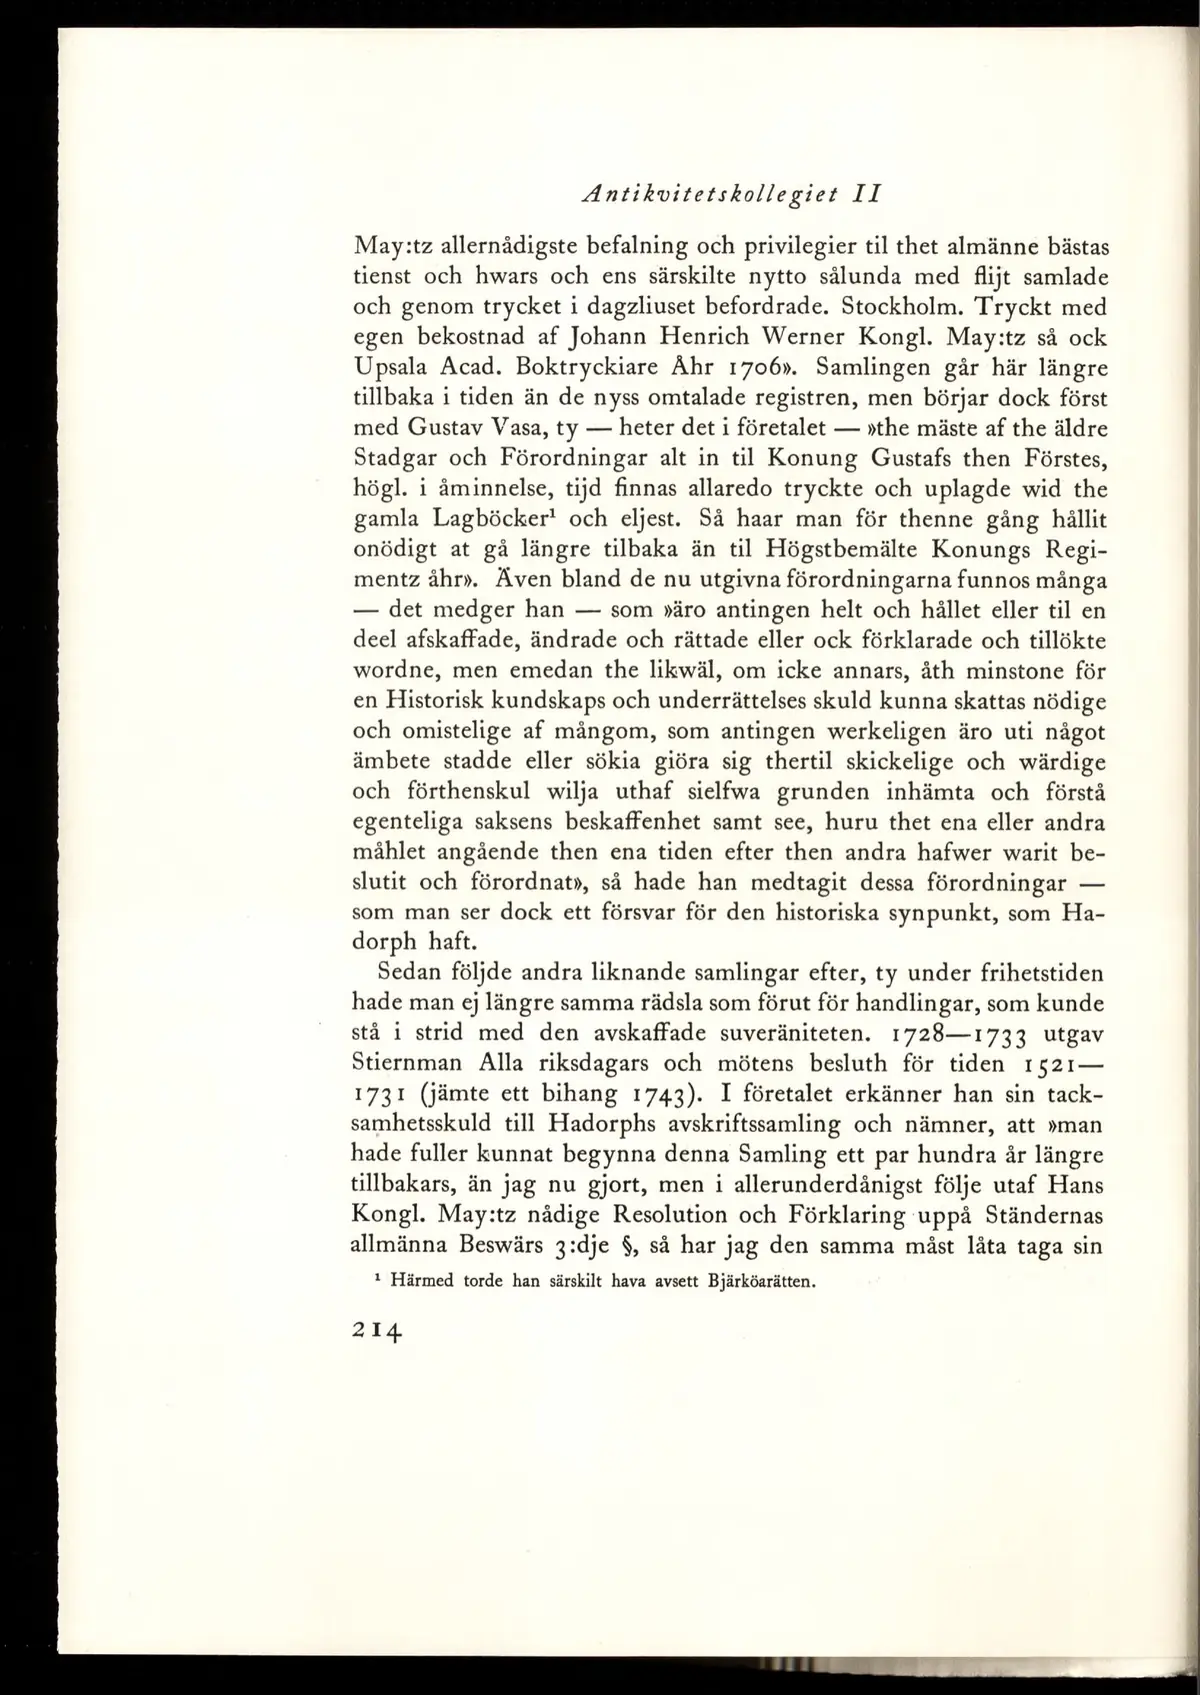 Antikvitetskollegiet II
May:tz allernådigste befalning och privilegier til thet almänne bästas
tienst och hwars och ens särskilte nytto sålunda med flijt samlade
och genom trycket i dagzliuset befordrade. Stockholm. Tryckt med
egen bekostnad af Johann Henrich Werner Kongl. May:tz så ock
Upsala Acad. Boktryckiare Åhr 1706». Samlingen går här längre
tillbaka i tiden än de nyss omtalade registren, men börjar dock först
med Gustav Vasa, ty — heter det i företalet — »the mäste af the äldre
Stadgar och Förordningar alt in til Konung Gustafs then Förstes,
högl. i åminnelse, tijd finnas allaredo tryckte och uplagde wid the
gamla Lagböcker¹ och eljest. Så haar man för thenne gång hållit
onödigt at gå längre tilbaka än til Högstbemälte Konungs Regi-
mentz åhr». Även bland de nu utgivna förordningarna funnos många
— det medger han — som »äro antingen helt och hållet eller til en
deel afskaffade, ändrade och rättade eller ock förklarade och tillökte
wordne, men emedan the likwäl, om icke annars, åth minstone för
en Historisk kundskaps och underrättelses skuld kunna skattas nödige
och omistelige af mångom, som antingen werkeligen äro uti något
ämbete stadde eller sökia giöra sig thertil skickelige och wärdige
och förthenskul wilja uthaf sielfwa grunden inhämta och förstå
egenteliga saksens beskaffenhet samt see, huru thet ena eller andra
måhlet angående then ena tiden efter then andra hafwer warit be-
slutit och förordnat», så hade han medtagit dessa förordningar —
som man ser dock ett försvar för den historiska synpunkt, som Ha-
dorph haft.
Sedan följde andra liknande samlingar efter, ty under frihetstiden
hade man ej längre samma rädsla som förut för handlingar, som kunde
stå i strid med den avskaffade suveräniteten. 1728—1733 utgav
Stiernman Alla riksdagars och mötens besluth för tiden 1521—
1731 (jämte ett bihang 1743). I företalet erkänner han sin tack-
samhetsskuld till Hadorphs avskriftssamling och nämner, att »man
hade fuller kunnat begynna denna Samling ett par hundra år längre
tillbakars, än jag nu gjort, men i allerunderdånigst följe utaf Hans
Kongl. May:tz nådige Resolution och Förklaring uppå Ständernas
allmänna Beswärs 3:dje §, så har jag den samma måst låta taga sin
¹ Härmed torde han särskilt hava avsett Bjärköarätten.
214